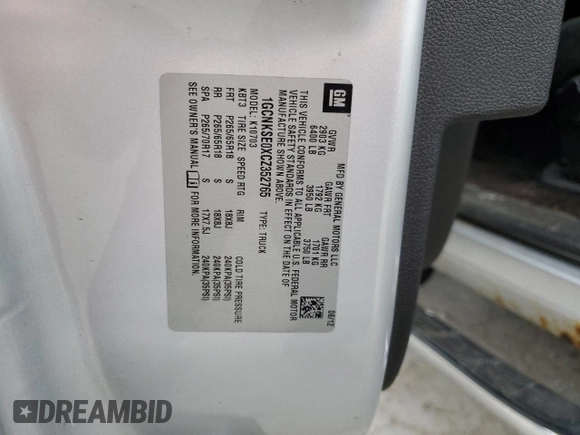 GM
MFD BY GENERAL MOTORS LLC
GVWR GAWR FRT GAWR RR
2903 KG 1792 KG 1701 KG
6400 LB 3950 LB 3750 LB
06/12
THIS VEHICLE CONFORMS TO ALL APPLICABLE U.S. FEDERAL MOTOR
VEHICLE SAFETY STANDARDS IN EFFECT ON THE DATE OF
MANUFACTURE SHOWN ABOVE.
1GCNKSE0XCZ352765 TYPE: TRUCK
MODEL: K10703
KBT3 TIRE SIZE SPEED RTG RIM COLD TIRE PRESSURE
FRT P265/65R18 S 18X8J 240KPA(35PSI)
RR P265/65R18 S 18X8J 240KPA(35PSI)
SPA P265/70R17 S 17X7.5J 240KPA(35PSI)
SEE OWNER'S MANUAL FOR MORE INFORMATION
DREAMBID